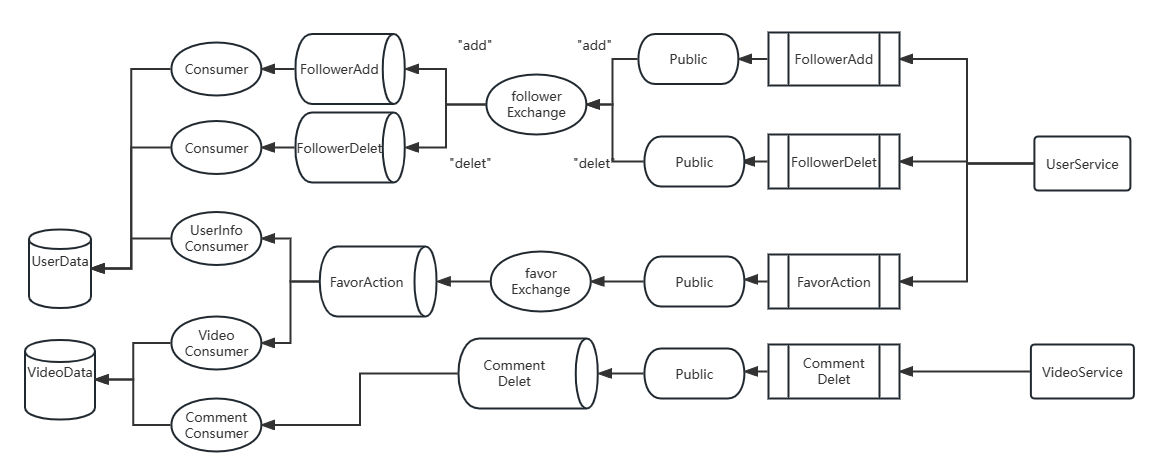 "add"
"add"
Consumer
FollowerAdd
follower
Exchange
Public
FollowerAdd
Consumer
FollowerDelet
"delet"
"delet"
Public
FollowerDelet
UserService
UserInfo
Consumer
UserData
FavorAction
favor
Exchange
Public
FavorAction
Video
Consumer
VideoData
Comment
Delet
Public
Comment
Delet
VideoService
Comment
Consumer